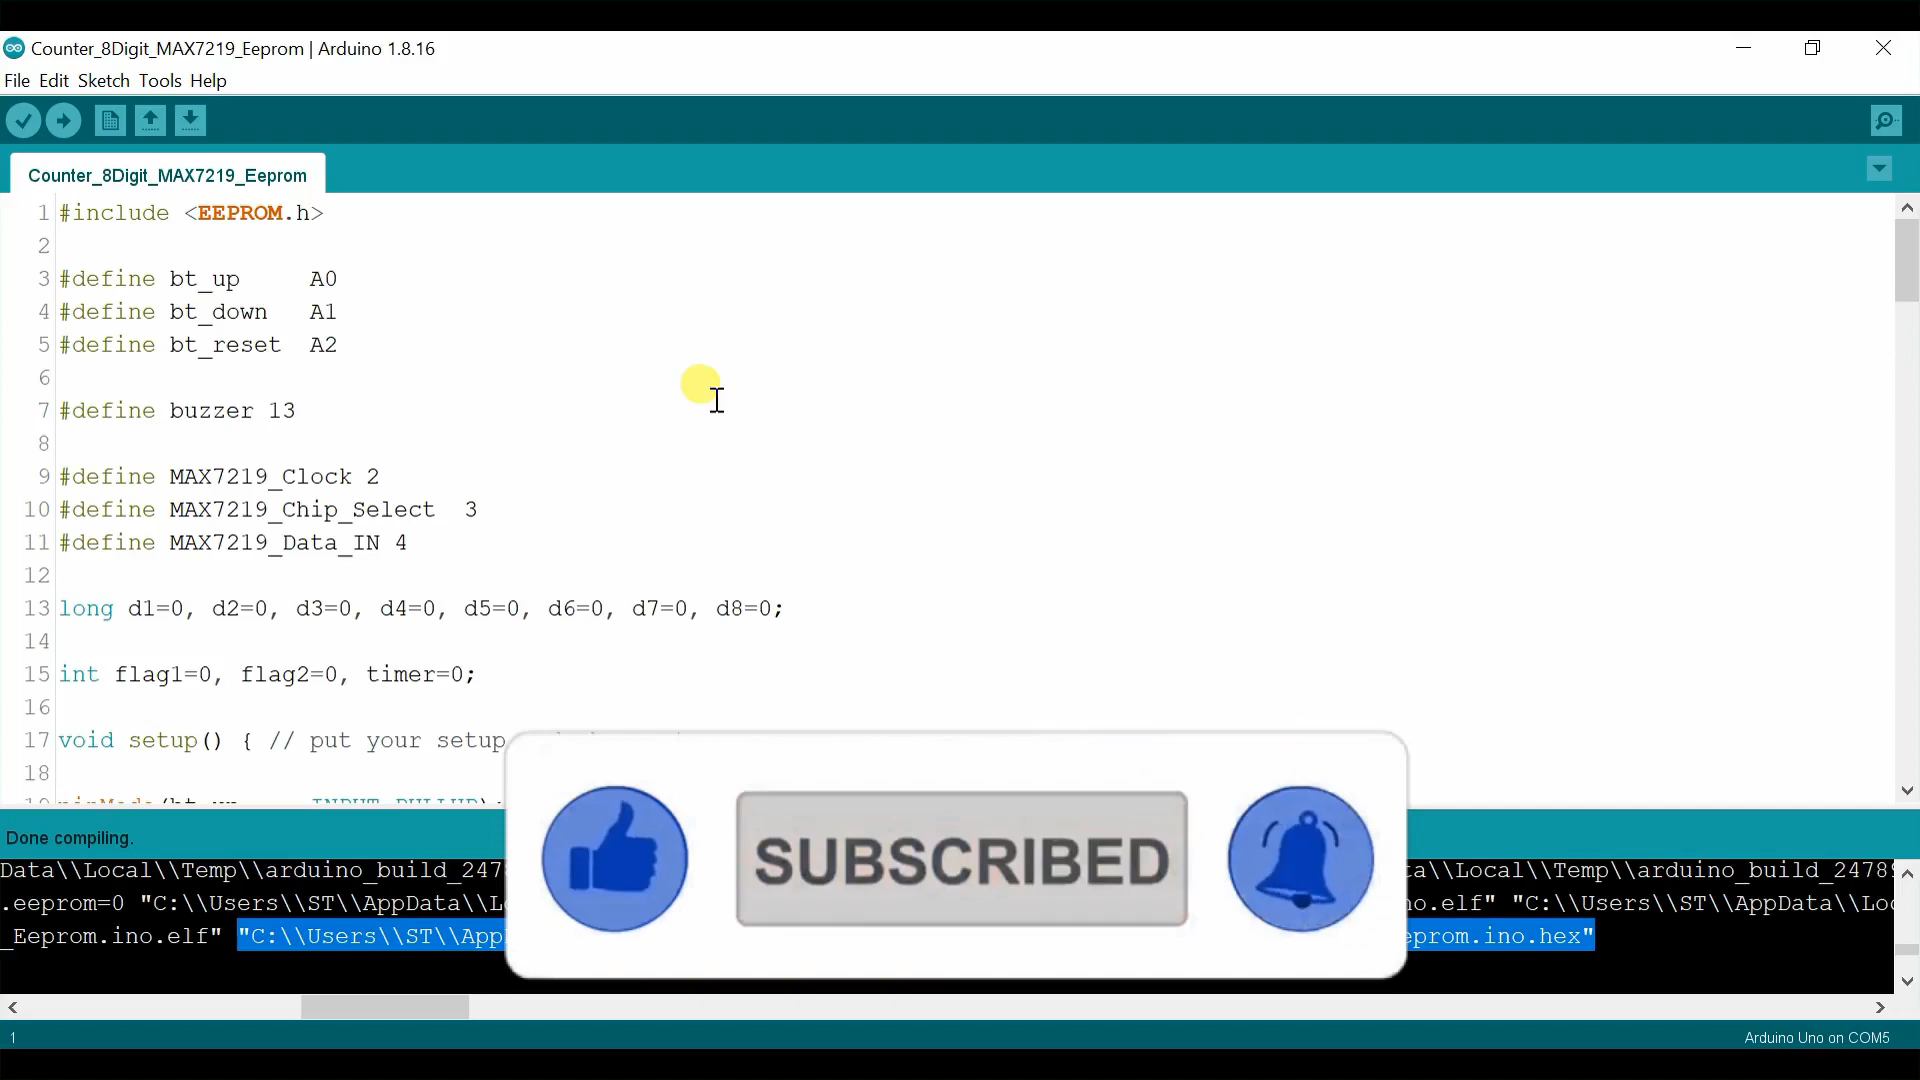 Counter_8Digit_MAX7219_Eeprom | Arduino 1.8.16
File Edit Sketch Tools Help
Counter_8Digit_MAX7219_Eeprom
1 #include <EEPROM.h>
2
3 #define bt_up     A0
4 #define bt_down   A1
5 #define bt_reset  A2
6
7 #define buzzer 13
8
9 #define MAX7219_Clock 2
10 #define MAX7219_Chip_Select  3
11 #define MAX7219_Data_IN 4
12
13 long d1=0, d2=0, d3=0, d4=0, d5=0, d6=0, d7=0, d8=0;
14
15 int flag1=0, flag2=0, timer=0;
16
17 void setup() { // put your setup
18
SUBSCRIBED
Done compiling.
Data\\Local\\Temp\\arduino_build_247 ta\\Local\\Temp\\arduino_build_2478
.eeprom=0 "C:\\Users\\ST\\AppData\\L no.elf" "C:\\Users\\ST\\AppData\\Lo
_Eeprom.ino.elf" "C:\\Users\\ST\\App eprom.ino.hex"
1
Arduino Uno on COM5